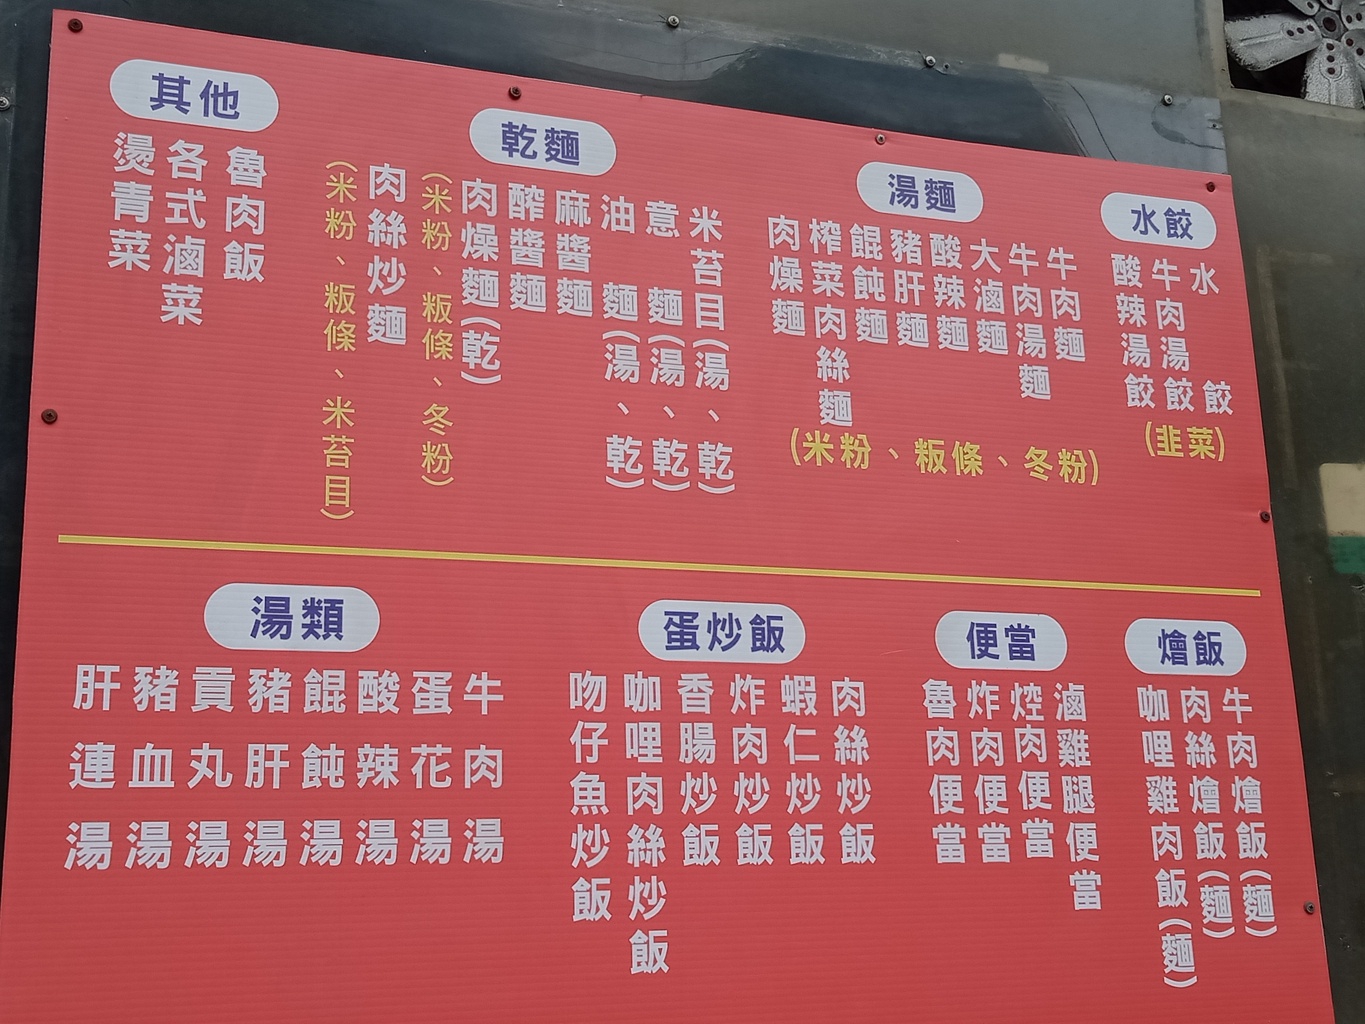 水餃
水餃
牛肉湯餃
酸辣湯餃
(韭菜)
湯麵
牛肉麵
牛肉湯麵
大滷麵
酸辣麵
豬肝麵
餛飩麵
榨菜肉絲麵
肉燥麵
(米粉、粄條、冬粉)
乾麵
米苔目(湯、乾)
意麵(湯、乾)
油麵(湯、乾)
麻醬麵
醡醬麵
肉燥麵(乾)
(米粉、粄條、冬粉)
肉絲炒麵
(米粉、粄條、米苔目)
其他
魯肉飯
各式滷菜
燙青菜
燴飯
牛肉燴飯(麵)
肉絲燴飯(麵)
咖哩雞肉飯(麵)
便當
滷雞腿便當
焢肉便當
炸肉便當
魯肉便當
蛋炒飯
肉絲炒飯
蝦仁炒飯
炸肉炒飯
香腸炒飯
咖哩肉絲炒飯
吻仔魚炒飯
湯類
牛肉湯
蛋花湯
酸辣湯
餛飩湯
豬肝湯
貢丸湯
豬血湯
肝連湯